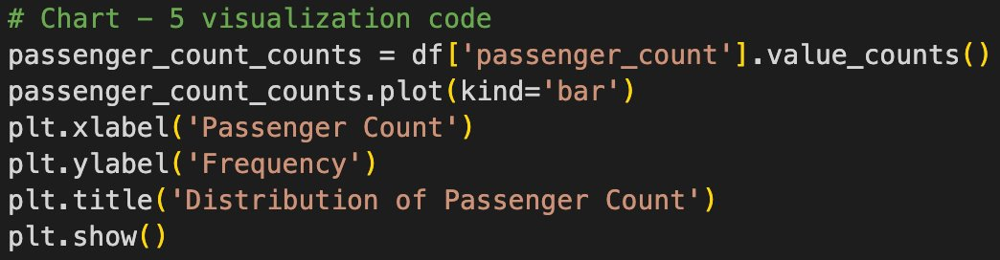 # Chart - 5 visualization code
passenger_count_counts = df['passenger_count'].value_counts()
passenger_count_counts.plot(kind='bar')
plt.xlabel('Passenger Count')
plt.ylabel('Frequency')
plt.title('Distribution of Passenger Count')
plt.show()